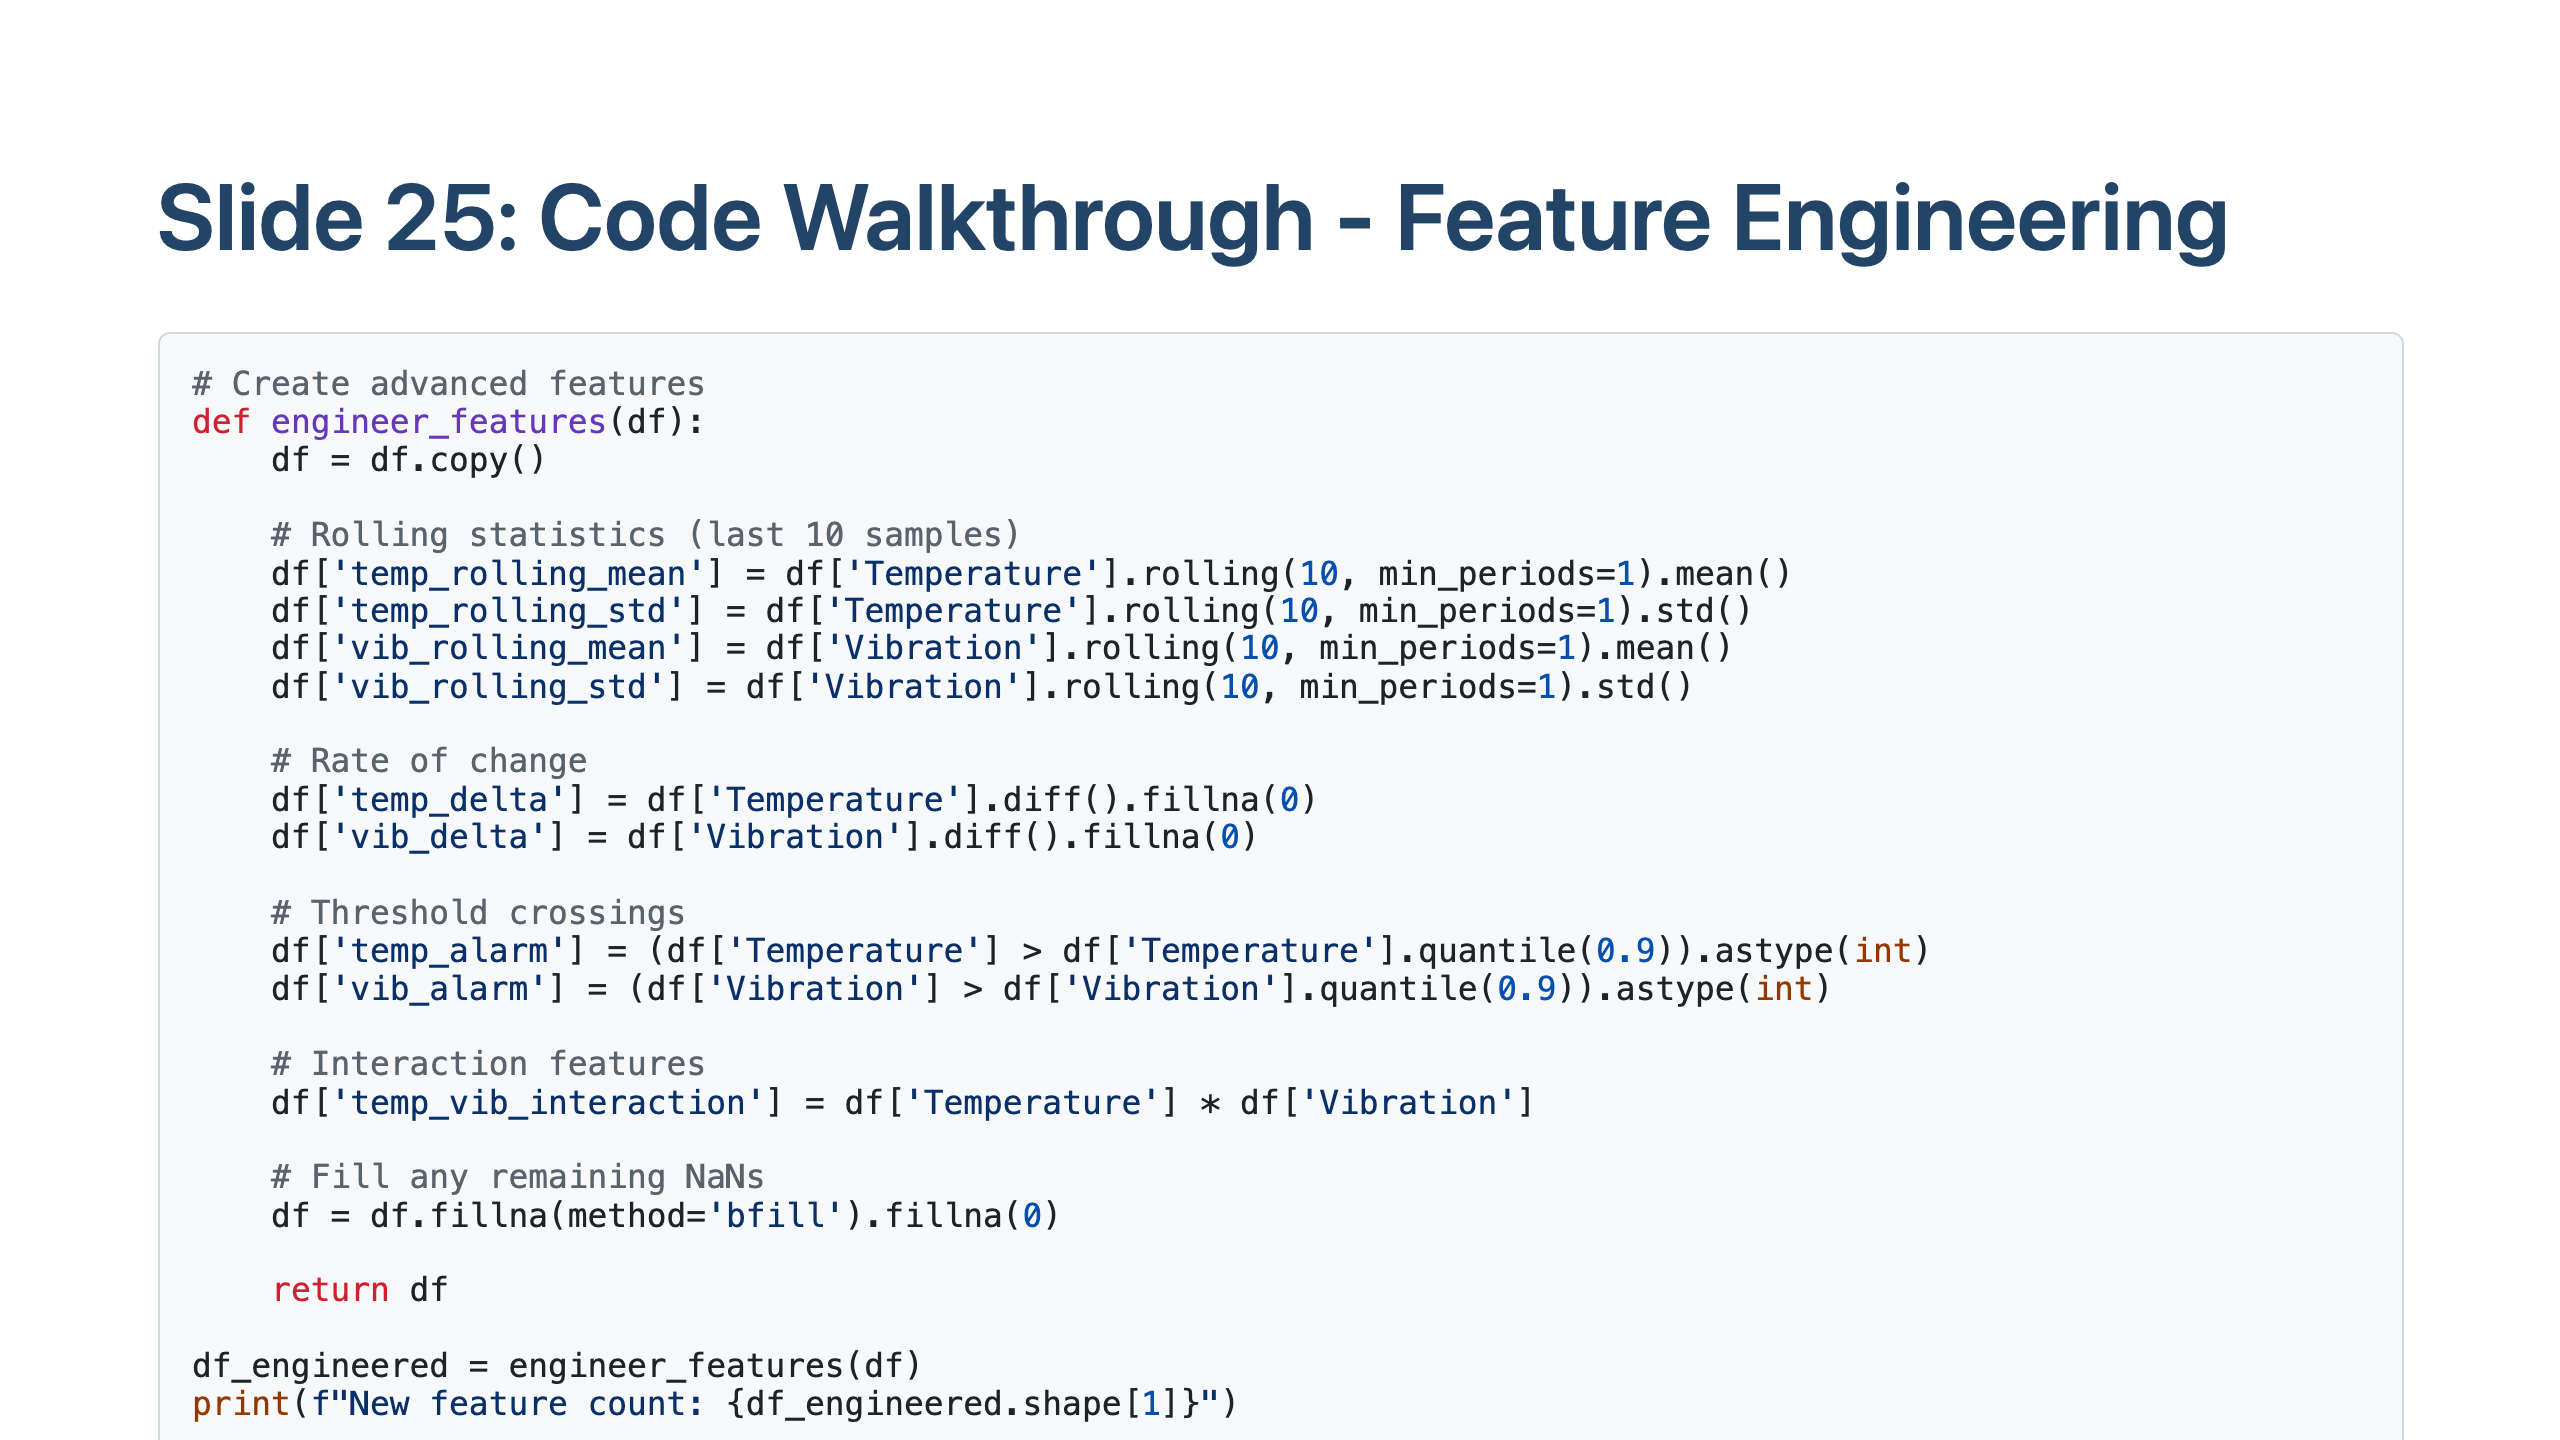 Slide 25: Code Walkthrough - Feature Engineering
# Create advanced features
def engineer_features(df):
    df = df.copy()

    # Rolling statistics (last 10 samples)
    df['temp_rolling_mean'] = df['Temperature'].rolling(10, min_periods=1).mean()
    df['temp_rolling_std'] = df['Temperature'].rolling(10, min_periods=1).std()
    df['vib_rolling_mean'] = df['Vibration'].rolling(10, min_periods=1).mean()
    df['vib_rolling_std'] = df['Vibration'].rolling(10, min_periods=1).std()

    # Rate of change
    df['temp_delta'] = df['Temperature'].diff().fillna(0)
    df['vib_delta'] = df['Vibration'].diff().fillna(0)

    # Threshold crossings
    df['temp_alarm'] = (df['Temperature'] > df['Temperature'].quantile(0.9)).astype(int)
    df['vib_alarm'] = (df['Vibration'] > df['Vibration'].quantile(0.9)).astype(int)

    # Interaction features
    df['temp_vib_interaction'] = df['Temperature'] * df['Vibration']

    # Fill any remaining NaNs
    df = df.fillna(method='bfill').fillna(0)

    return df

df_engineered = engineer_features(df)
print(f"New feature count: {df_engineered.shape[1]}")